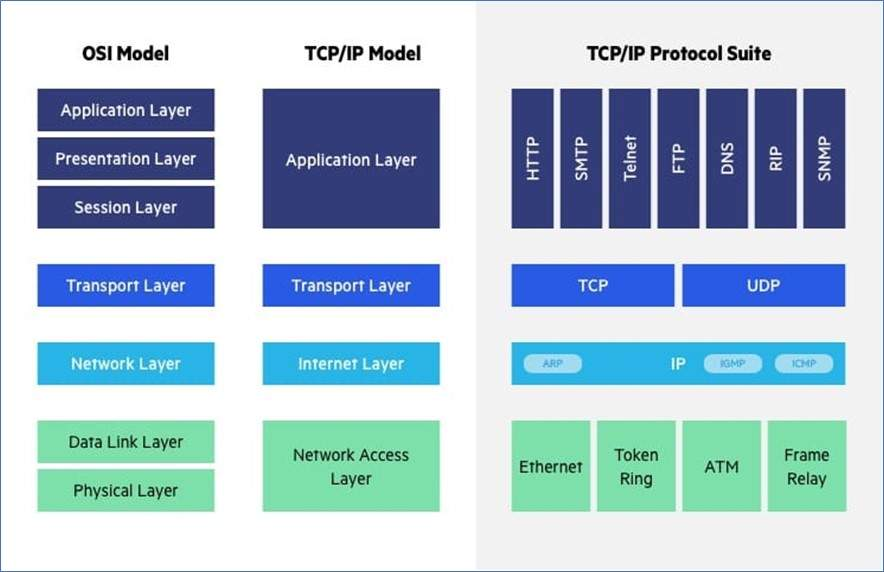 OSI Model
Application Layer
Presentation Layer
Session Layer
Transport Layer
Network Layer
Data Link Layer
Physical Layer
TCP/IP Model
Application Layer
Transport Layer
Internet Layer
Network Access
Layer
TCP/IP Protocol Suite
HTTP
SMTP
Telnet
FTP
DNS
RIP
SNMP
TCP
UDP
ARP
IP
IGMP
ICMP
Ethernet
Token
Ring
ATM
Frame
Relay